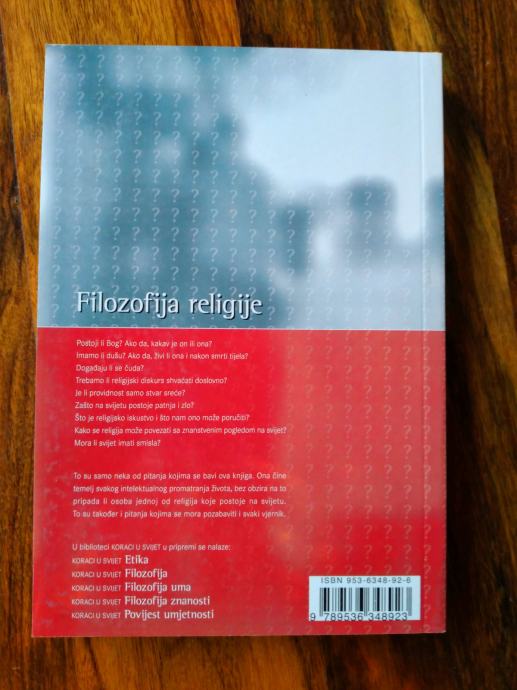 Filozofija religije
Postoji li Bog? Ako da, kakav je on ili ona?
Imamo li dušu? Ako da, živi li ona i nakon smrti tijela?
Događaju li se čuda?
Trebamo li religijski diskurs shvaćati doslovno?
Je li providnost samo stvar sreće?
Zašto na svijetu postoje patnja i zlo?
Što je religijsko iskustvo i što nam ono može poručiti?
Kako se religija može povezati sa znanstvenim pogledom na svijet?
Mora li svijet imati smisla?
To su samo neka od pitanja kojima se bavi ova knjiga. Ona čine
temelj svakog intelektualnog promatranja života, bez obzira na to
pripada li osoba jednoj od religija koje postoje na svijetu.
To su također i pitanja kojima se mora pozabaviti i svaki vjernik.
U biblioteci KORACI U SVIJET u pripremi se nalaze:
KORACI U SVIJET Etika
KORACI U SVIJET Filozofija
KORACI U SVIJET Filozofija uma
KORACI U SVIJET Filozofija znanosti
KORACI U SVIJET Povijest umjetnosti
ISBN 953-6348-92-6
9 789536 348923